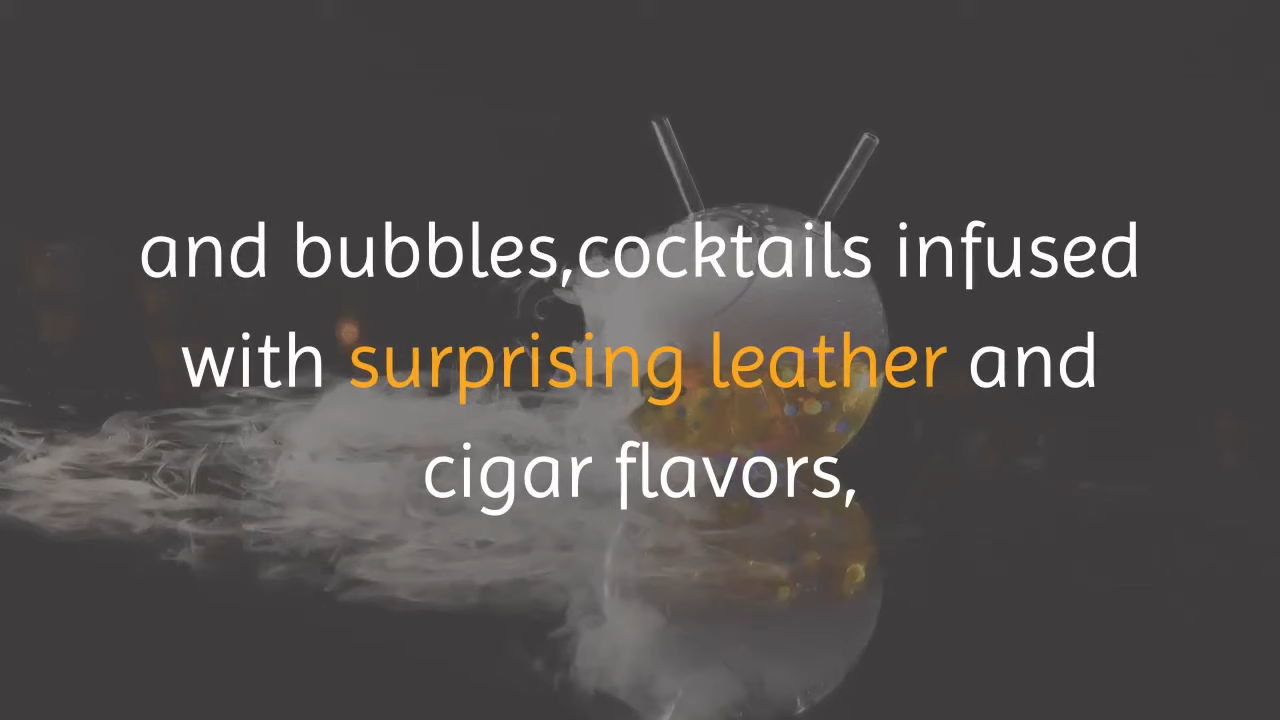 and bubbles,cocktails infused
with surprising leather and
cigar flavors,